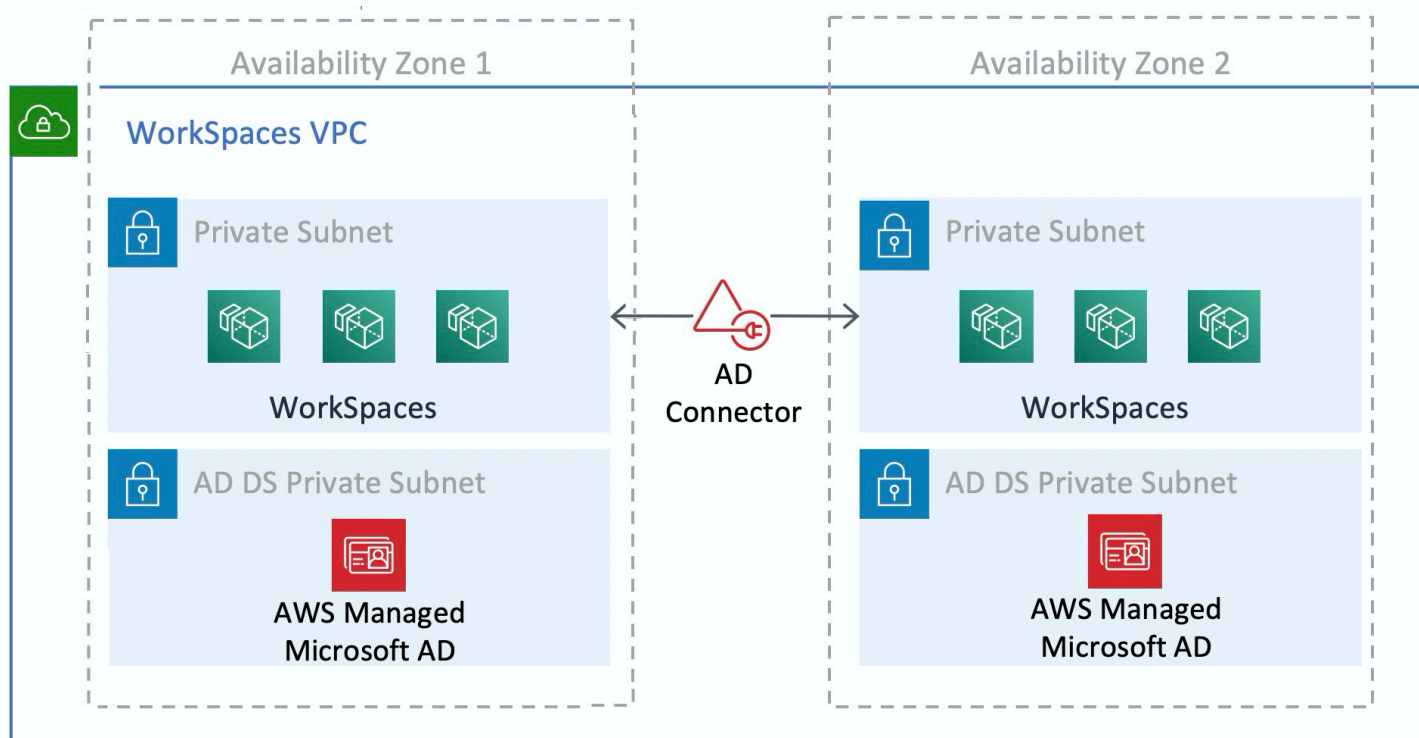 Availability Zone 1
Availability Zone 2
WorkSpaces VPC
Private Subnet
WorkSpaces
AD DS Private Subnet
AWS Managed
Microsoft AD
AD
Connector
Private Subnet
WorkSpaces
AD DS Private Subnet
AWS Managed
Microsoft AD